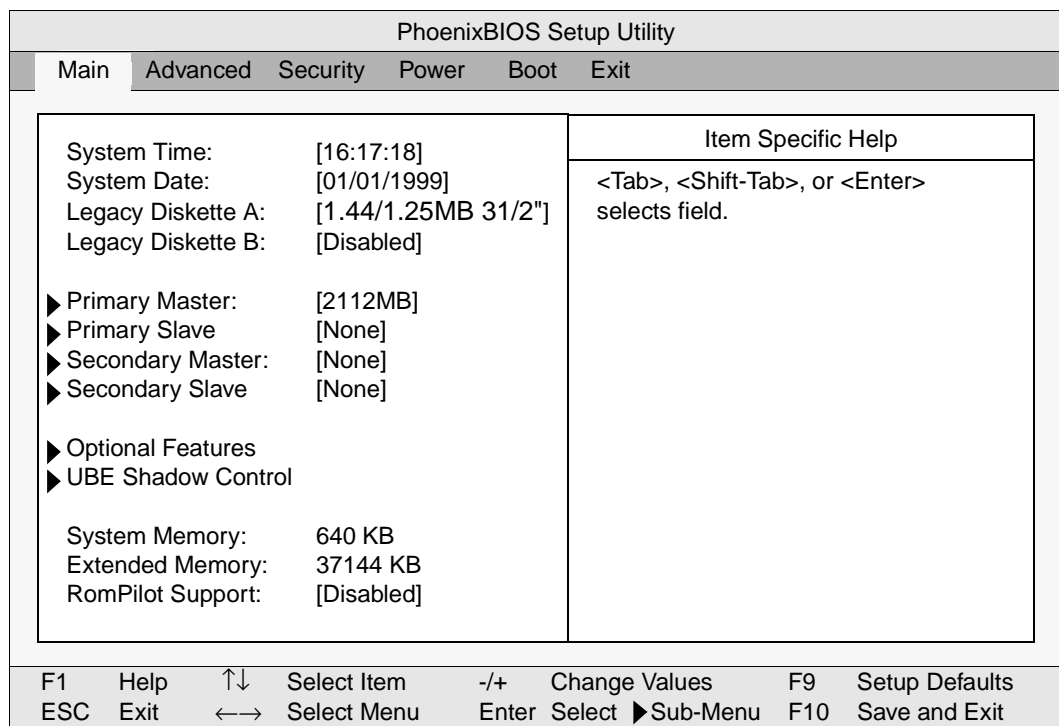 PhoenixBIOS Setup Utility
Main Advanced Security Power Boot Exit
System Time: [16:17:18]
System Date: [01/01/1999]
Legacy Diskette A: [1.44/1.25MB 31/2"]
Legacy Diskette B: [Disabled]
Primary Master: [2112MB]
Primary Slave [None]
Secondary Master: [None]
Secondary Slave [None]
Optional Features
UBE Shadow Control
System Memory: 640 KB
Extended Memory: 37144 KB
RomPilot Support: [Disabled]
Item Specific Help
<Tab>, <Shift-Tab>, or <Enter>
selects field.
F1 Help ↑↓ Select Item -/+ Change Values F9 Setup Defaults
ESC Exit ←→ Select Menu Enter Select ▶Sub-Menu F10 Save and Exit